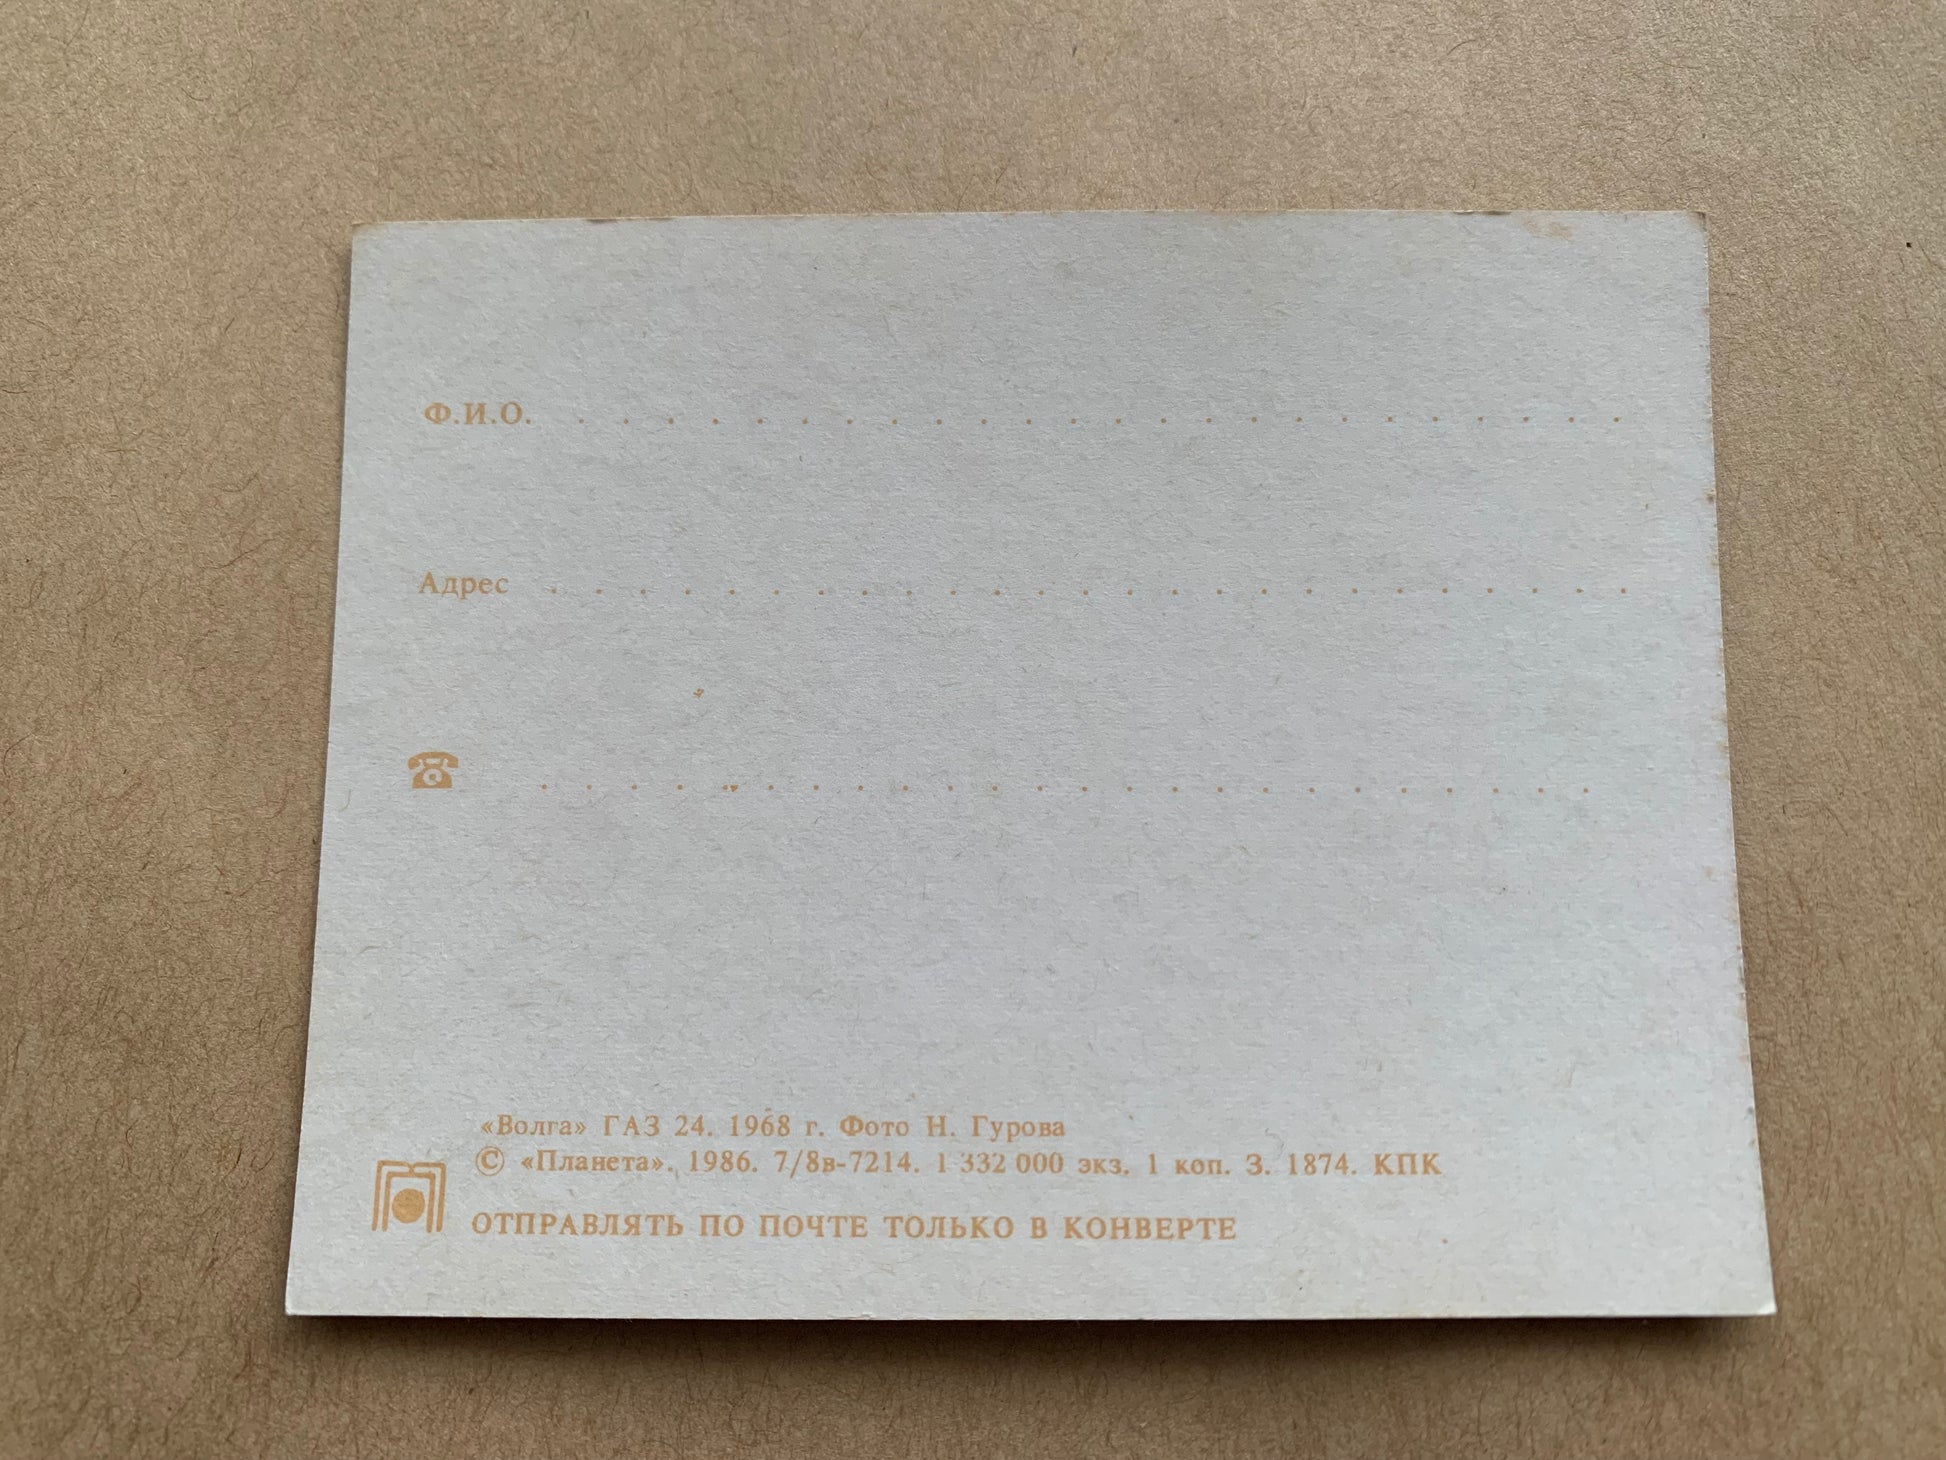 Ф.И.О. . . . . . . . . . . . . . . . . . . . . . . . .
Адрес . . . . . . . . . . . . . . . . . . . . . . . . .
☎ . . . . . . . . . . . . . . . . . . . . . . . .
«Волга» ГАЗ 24. 1968 г. Фото Н. Гурова
© «Планета». 1986. 7/8в-7214. 1 332 000 экз. 1 коп. З. 1874. КПК
ОТПРАВЛЯТЬ ПО ПОЧТЕ ТОЛЬКО В КОНВЕРТЕ